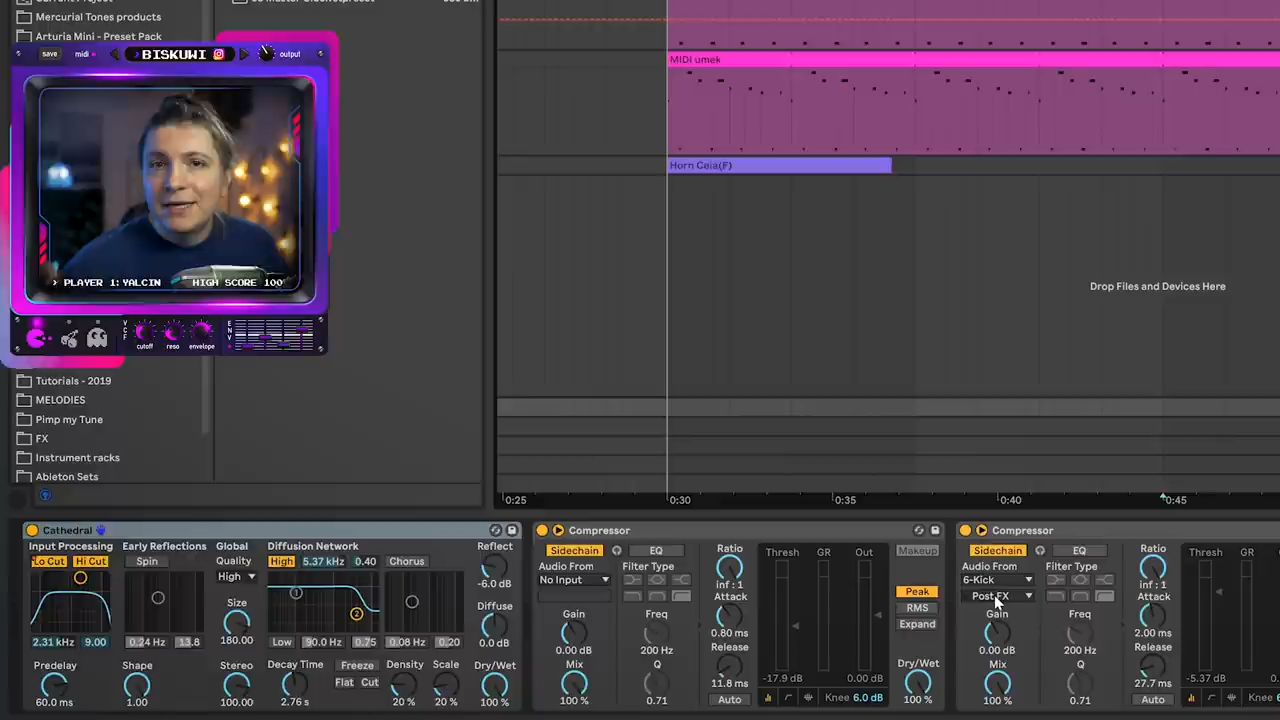 Mercurial Tones products
Arturia Mini - Preset Pack
save
midi
BISKUWI
output
PLAYER 1:YALCIN
HIGH SCORE 100
VCF
cutoff
reso
envelope
ENV
Tutorials - 2019
MELODIES
Pimp my Tune
FX
Instrument racks
Ableton Sets
MIDI umek
Drop Files and Devices Here
0:25
0:30
0:35
0:40
0:45
Cathedral
Input Processing
Early Reflections
Global
Diffusion Network
Reflect
Lo Cut
Hi Cut
Spin
Quality
High
High
5.37 kHz
0.40
Chorus
-6.0 dB
Size
Diffuse
180.00
2.31 kHz
9.00
0.24 Hz
13.8
Low
90.0 Hz
0.75
0.08 Hz
0.20
0.0 dB
Predelay
Shape
Stereo
Decay Time
Freeze
Density
Scale
Dry/Wet
Flat
Cut
60.0 ms
1.00
100.00
2.76 s
20 %
20 %
100 %
Compressor
Sidechain
EQ
Ratio
Thresh
GR
Out
Makeup
Audio From
Filter Type
No Input
inf : 1
Attack
Peak
Gain
Freq
0.80 ms
RMS
0.00 dB
200 Hz
Release
Expand
Mix
Q
11.8 ms
Dry/Wet
-17.9 dB
0.00 dB
100 %
0.71
Auto
Knee
6.0 dB
100 %
Compressor
Sidechain
EQ
Ratio
Thresh
GR
Audio From
Filter Type
6-Kick
inf : 1
Post FX
Attack
Gain
Freq
2.00 ms
0.00 dB
200 Hz
Release
Mix
Q
27.7 ms
-5.37 dB
100 %
0.71
Auto
Knee